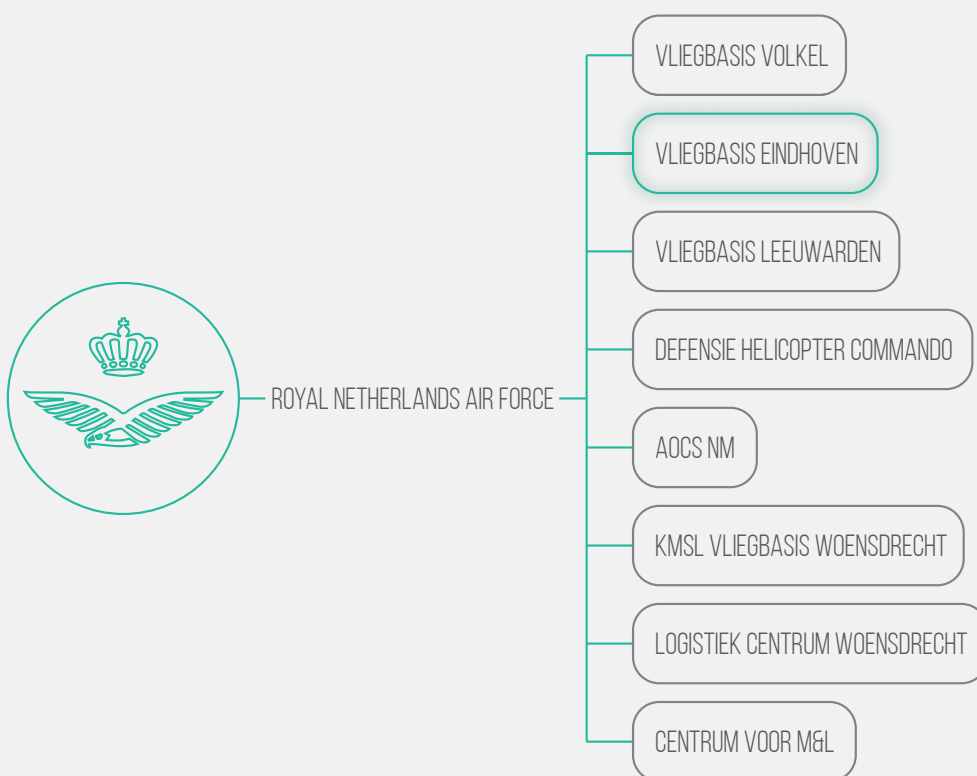 VLIEGBASIS VOLKEL
VLIEGBASIS EINDHOVEN
VLIEGBASIS LEEUWARDEN
DEFENSIE HELICOPTER COMMANDO
ROYAL NETHERLANDS AIR FORCE
AOCS NM
KMSL VLIEGBASIS WOENSDRECHT
LOGISTIEK CENTRUM WOENSDRECHT
CENTRUM VOOR M&L